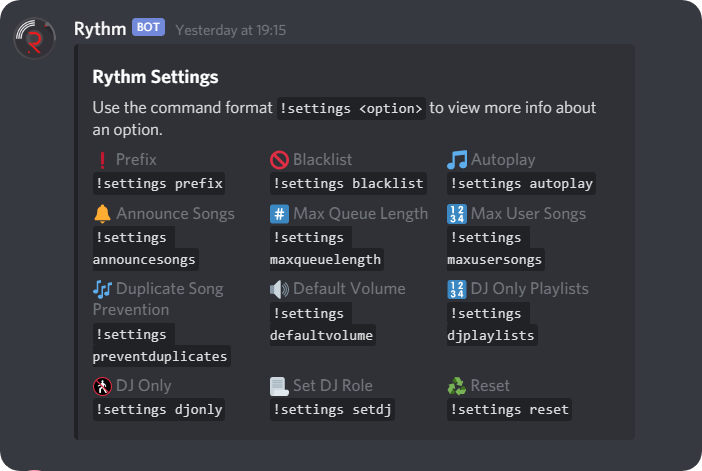 Rythm BOT Yesterday at 19:15
Rythm Settings
Use the command format !settings <option> to view more info about
an option.
Prefix Blacklist Autoplay
!settings prefix !settings blacklist !settings autoplay
Announce Songs # Max Queue Length 1234 Max User Songs
!settings !settings !settings
announcesongs maxqueuelength maxusersongs
Duplicate Song Default Volume 1234 DJ Only Playlists
Prevention !settings !settings
!settings defaultvolume djplaylists
preventduplicates
DJ Only Set DJ Role Reset
!settings djonly !settings setdj !settings reset